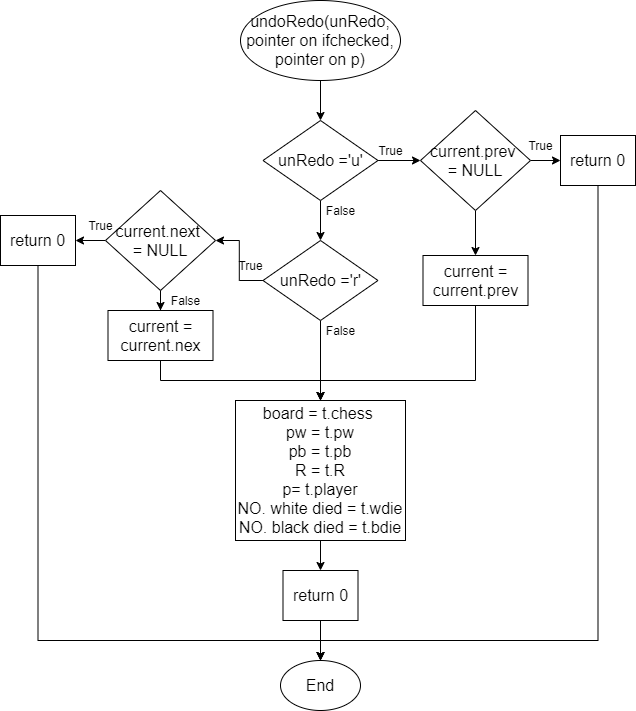 undoRedo(unRedo,
pointer on ifchecked,
pointer on p)
unRedo ='u'
True
current.prev
= NULL
True
return 0
False
current.next
= NULL
True
return 0
True
unRedo ='r'
current =
current.prev
False
current =
current.nex
False
board = t.chess
pw = t.pw
pb = t.pb
R = t.R
p= t.player
NO. white died = t.wdie
NO. black died = t.bdie
return 0
End